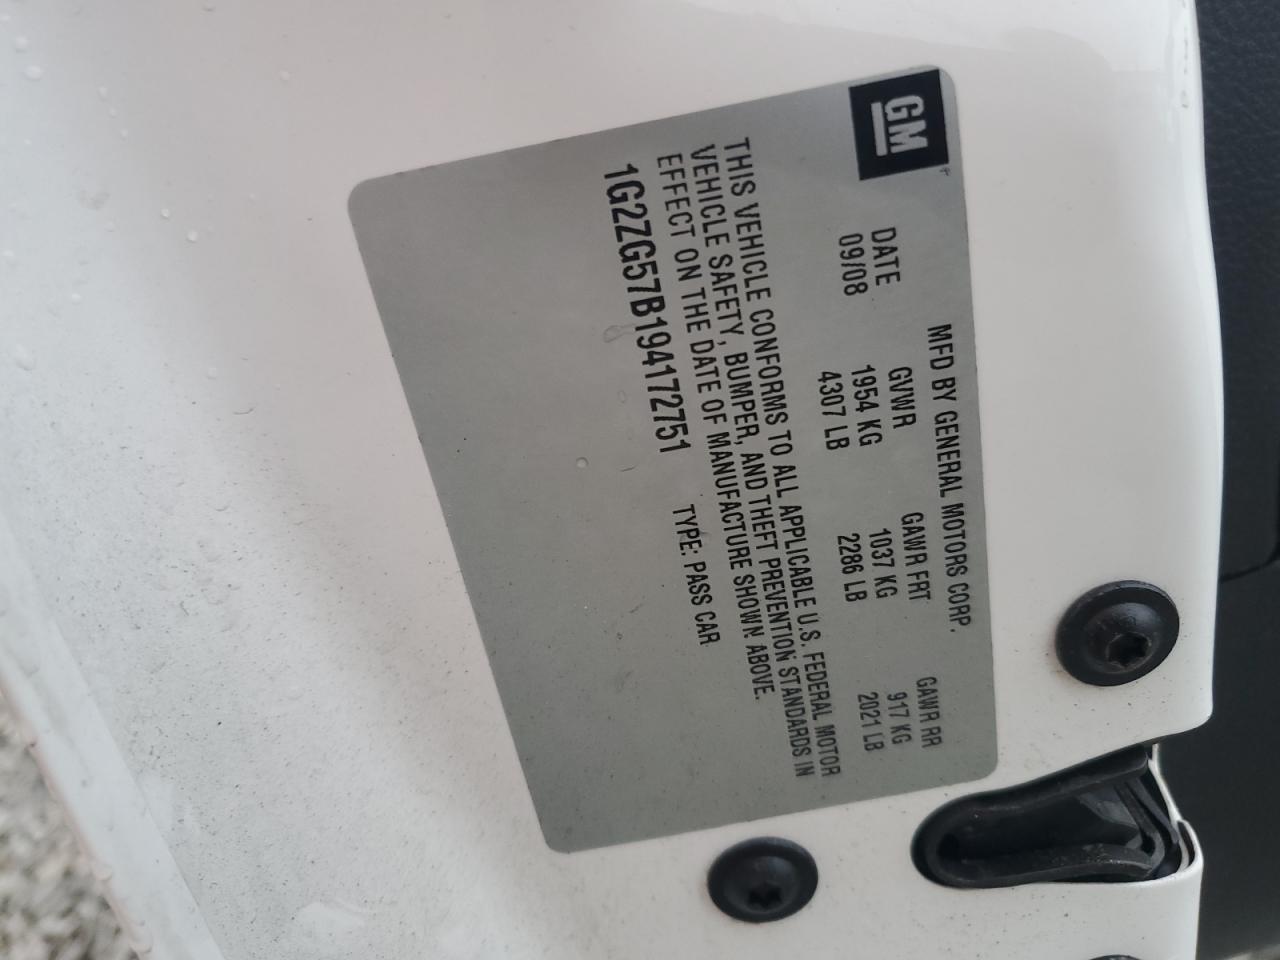 GM
MFD BY GENERAL MOTORS CORP.
DATE GVWR GAWR FRT GAWR RR
09/08 1954 KG 1037 KG 917 KG
4307 LB 2286 LB 2021 LB
THIS VEHICLE CONFORMS TO ALL APPLICABLE U.S. FEDERAL MOTOR
VEHICLE SAFETY, BUMPER, AND THEFT PREVENTION STANDARDS IN
EFFECT ON THE DATE OF MANUFACTURE SHOWN ABOVE.
1G2ZG57B194172751 TYPE: PASS CAR